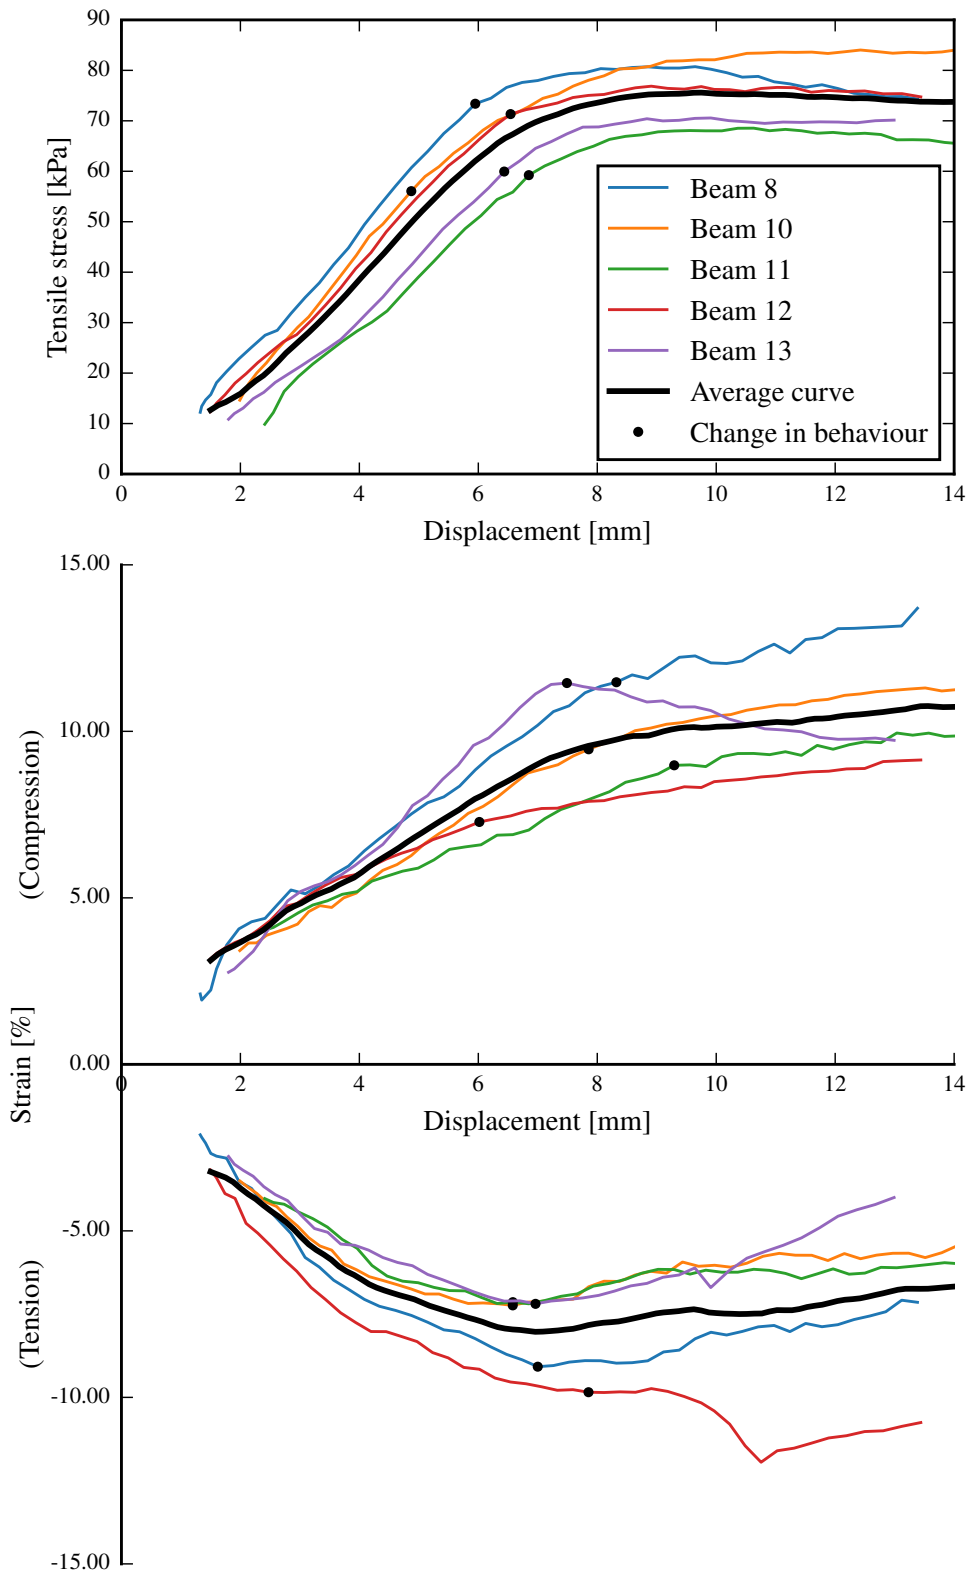 90
80
70
60
50
40
30
20
10
0
Tensile stress [kPa]
Beam 8
Beam 10
Beam 11
Beam 12
Beam 13
Average curve
Change in behaviour
0 2 4 6 8 10 12 14
Displacement [mm]
15.00
10.00
5.00
0.00
(Compression)
Strain [%]
0 2 4 6 8 10 12 14
Displacement [mm]
-5.00
-10.00
-15.00
(Tension)